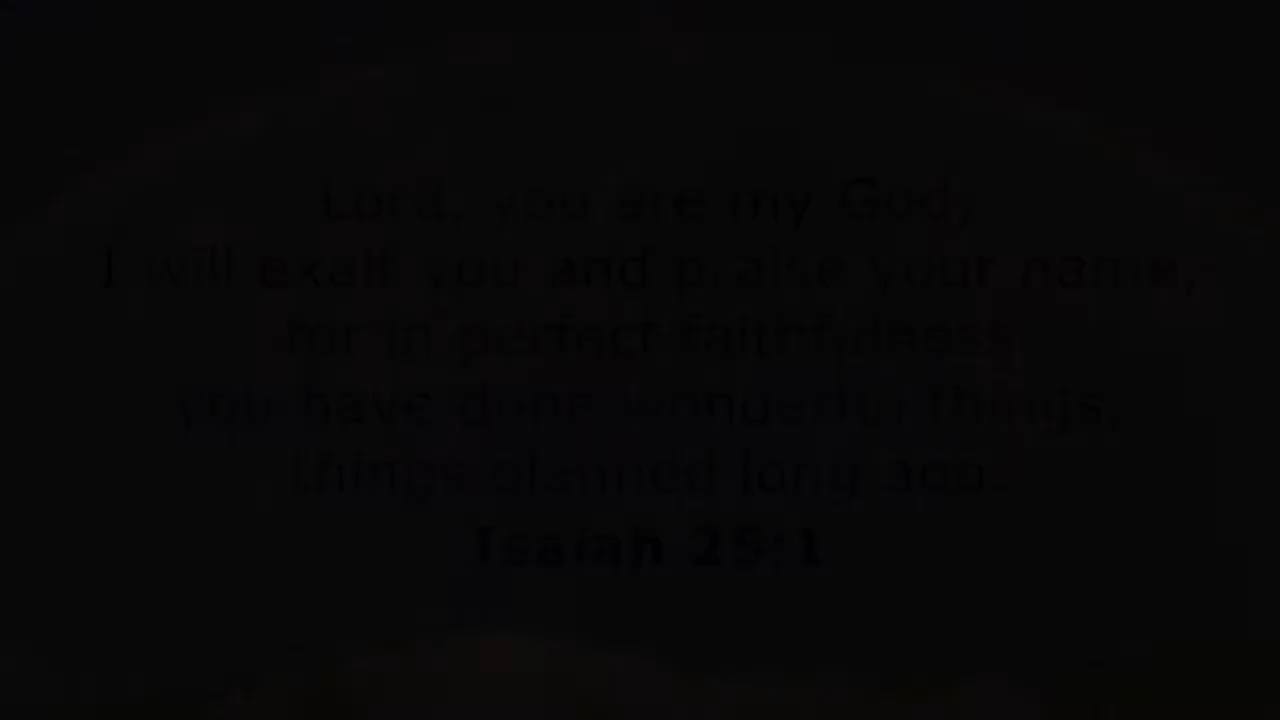 Lord, you are my God,
I will exalt you and praise your name,
for in perfect faithfulness
you have done wonderful things,
things planned long ago.
Isaiah 25:1